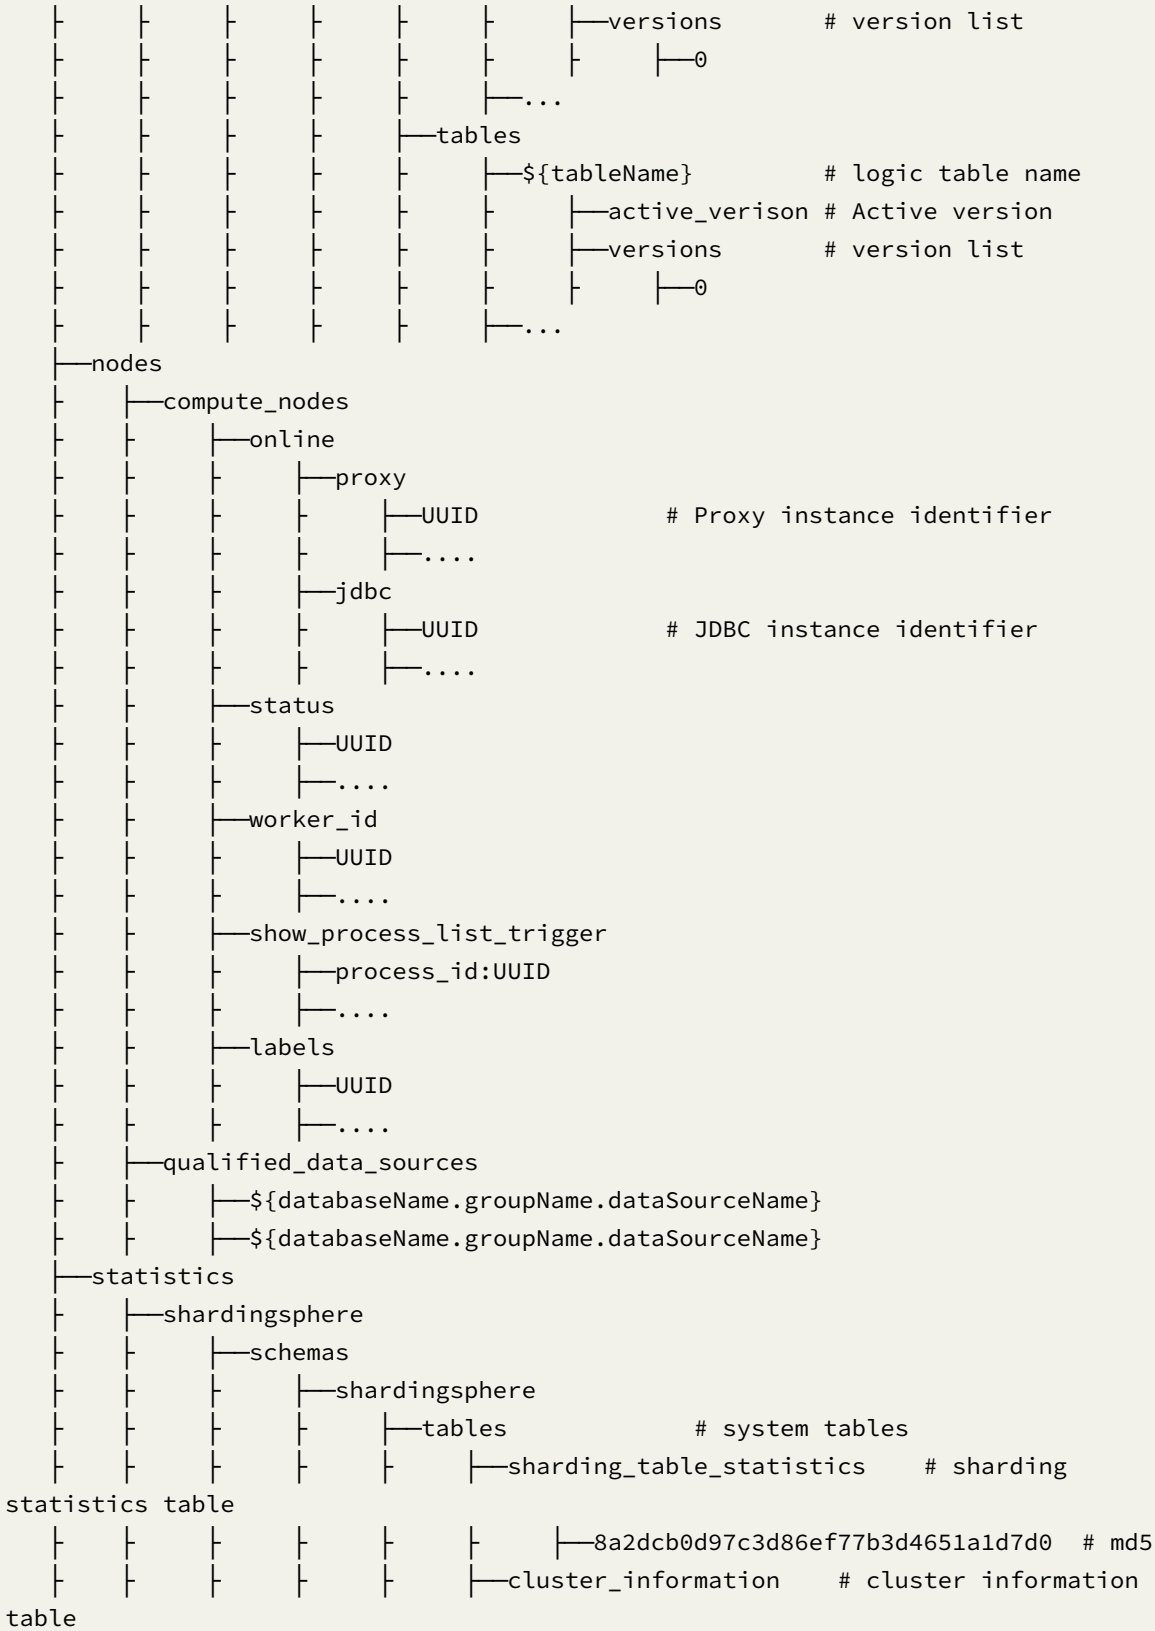 ├      ├      ├      ├      ├      ├      ├──versions       # version list
├      ├      ├      ├      ├      ├      ├      ├──0
├      ├      ├      ├      ├      ├──...
├      ├      ├      ├      ├──tables
├      ├      ├      ├      ├      ├──${tableName}         # logic table name
├      ├      ├      ├      ├      ├      ├──active_verison # Active version
├      ├      ├      ├      ├      ├      ├──versions       # version list
├      ├      ├      ├      ├      ├      ├      ├──0
├      ├      ├      ├      ├      ├──...
├──nodes
├    ├──compute_nodes
├    ├     ├──online
├    ├     ├     ├──proxy
├    ├     ├     ├     ├──UUID             # Proxy instance identifier
├    ├     ├     ├     ├──....
├    ├     ├     ├──jdbc
├    ├     ├     ├     ├──UUID             # JDBC instance identifier
├    ├     ├     ├     ├──....
├    ├     ├──status
├    ├     ├     ├──UUID
├    ├     ├     ├──....
├    ├     ├──worker_id
├    ├     ├     ├──UUID
├    ├     ├     ├──....
├    ├     ├──show_process_list_trigger
├    ├     ├     ├──process_id:UUID
├    ├     ├     ├──....
├    ├     ├──labels
├    ├     ├     ├──UUID
├    ├     ├     ├──....
├    ├──qualified_data_sources
├    ├     ├──${databaseName.groupName.dataSourceName}
├    ├     ├──${databaseName.groupName.dataSourceName}
├──statistics
├    ├──shardingsphere
├    ├     ├──schemas
├    ├     ├     ├──shardingsphere
├    ├     ├     ├     ├──tables             # system tables
├    ├     ├     ├     ├     ├──sharding_table_statistics    # sharding
statistics table
├    ├     ├     ├     ├     ├     ├──8a2dcb0d97c3d86ef77b3d4651a1d7d0  # md5
├    ├     ├     ├     ├     ├──cluster_information    # cluster information
table